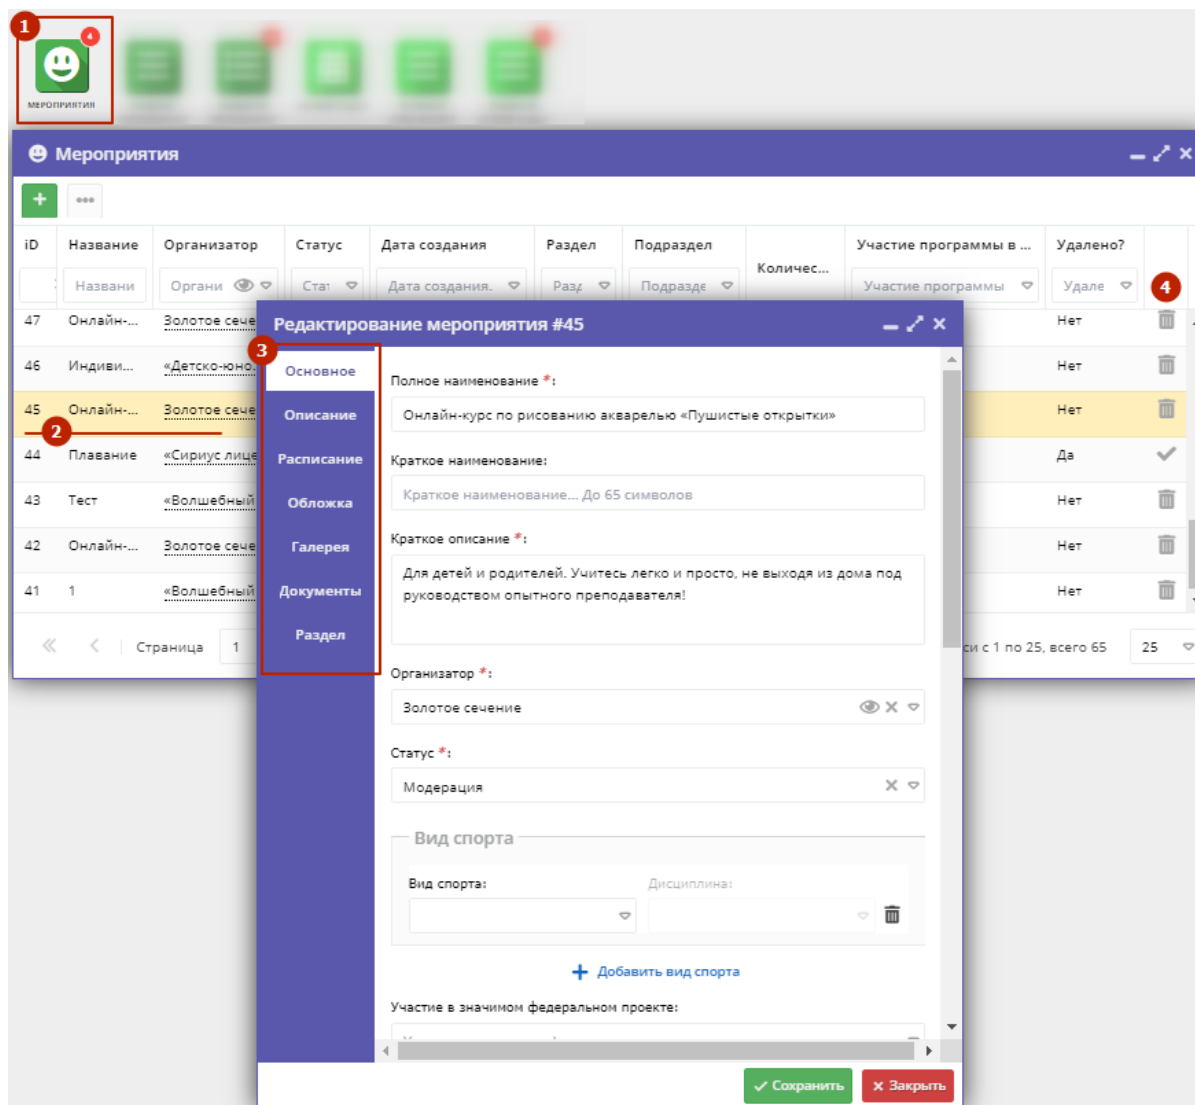 1
4
МЕРОПРИЯТИЯ
Мероприятия
+ •••
iD Название Организатор Статус Дата создания Раздел Подраздел Количес... Участие программы в ... Удалено?
Названи Органи Стат Дата создания. Разд Подразде Участие программы Удале 4
47 Онлайн-... Золотое сече Нет
46 Индиви... «Детско-юно. Нет
45 Онлайн-... Золотое сече Нет
2
44 Плавание «Сириус лице Да
43 Тест «Волшебный Нет
42 Онлайн-... Золотое сече Нет
41 1 «Волшебный Нет
Страница 1 си с 1 по 25, всего 65 25
Редактирование мероприятия #45
3
Основное
Описание
Расписание
Обложка
Галерея
Документы
Раздел
Полное наименование *:
Онлайн-курс по рисованию акварелью «Пушистые открытки»
Краткое наименование:
Краткое наименование... До 65 символов
Краткое описание *:
Для детей и родителей. Учитесь легко и просто, не выходя из дома под
руководством опытного преподавателя!
Организатор *:
Золотое сечение
Статус *:
Модерация
Вид спорта
Вид спорта: Дисциплина:
+ Добавить вид спорта
Участие в значимом федеральном проекте:
Сохранить Закрыть